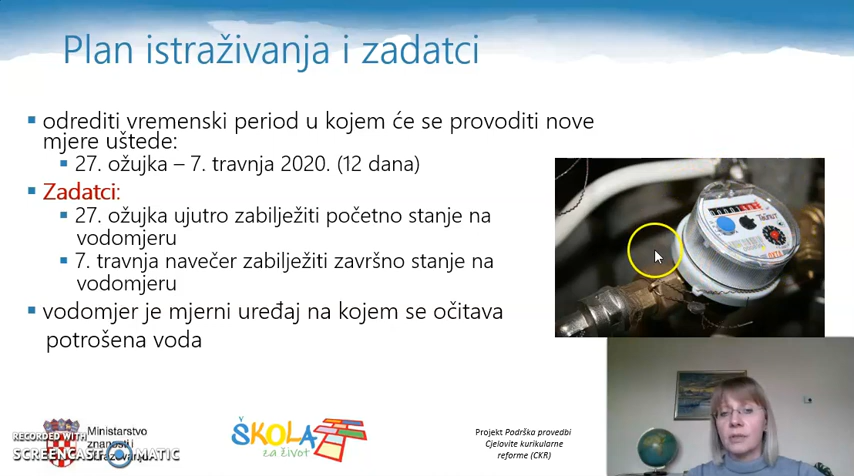 Plan istraživanja i zadatci
▪ odrediti vremenski period u kojem će se provoditi nove
mjere uštede:
▪ 27. ožujka – 7. travnja 2020. (12 dana)
▪ Zadatci:
▪ 27. ožujka ujutro zabilježiti početno stanje na
vodomjeru
▪ 7. travnja navečer zabilježiti završno stanje na
vodomjeru
▪ vodomjer je mjerni uređaj na kojem se očitava
potrošena voda
Ministarstvo
znanosti i
RECORDED WITH
SCREENCAST MATIC
ŠKOLA
za život
Projekt Podrška provedbi
Cjelovite kurikularne
reforme (CKR)